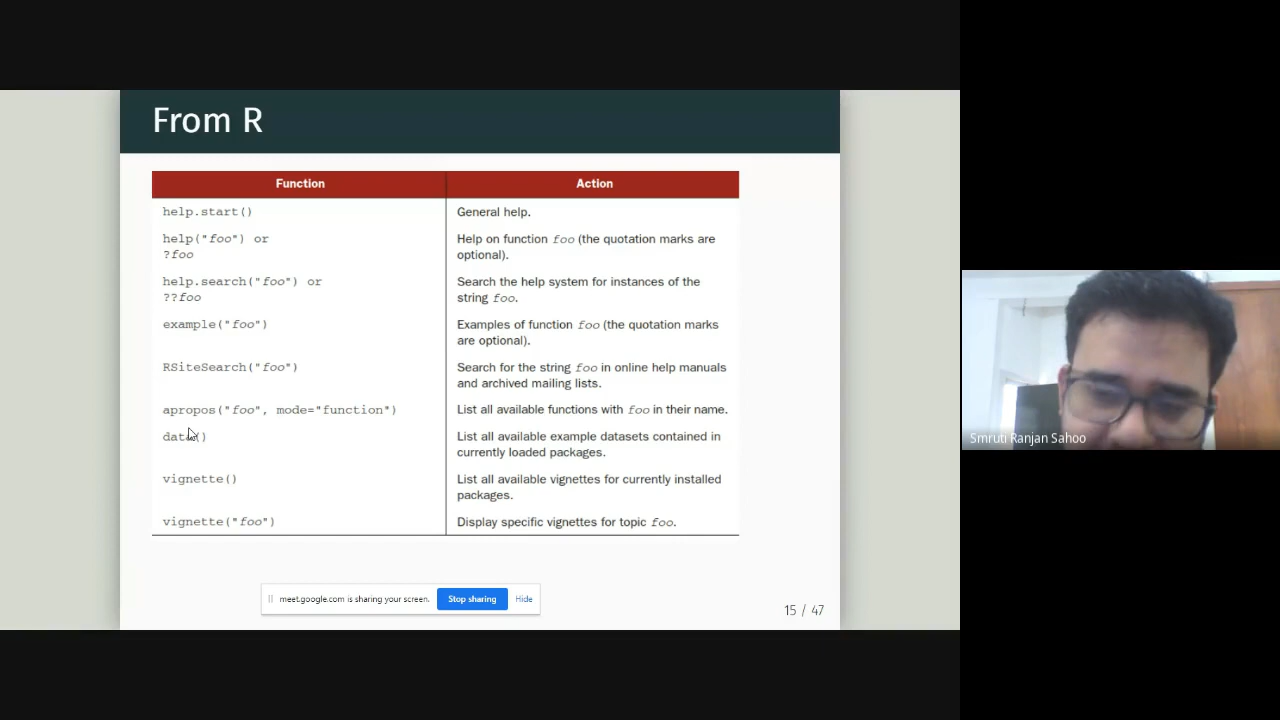 From R
Function Action
help.start() General help.
help("foo") or Help on function foo (the quotation marks are
?foo optional).
help.search("foo") or Search the help system for instances of the
??foo string foo.
example("foo") Examples of function foo (the quotation marks
are optional).
RSiteSearch("foo") Search for the string foo in online help manuals
and archived mailing lists.
apropos("foo", mode="function") List all available functions with foo in their name.
data() List all available example datasets contained in
currently loaded packages.
vignette() List all available vignettes for currently installed
packages.
vignette("foo") Display specific vignettes for topic foo.
meet.google.com is sharing your screen. Stop sharing Hide
15 / 47
Smruti Ranjan Sahoo